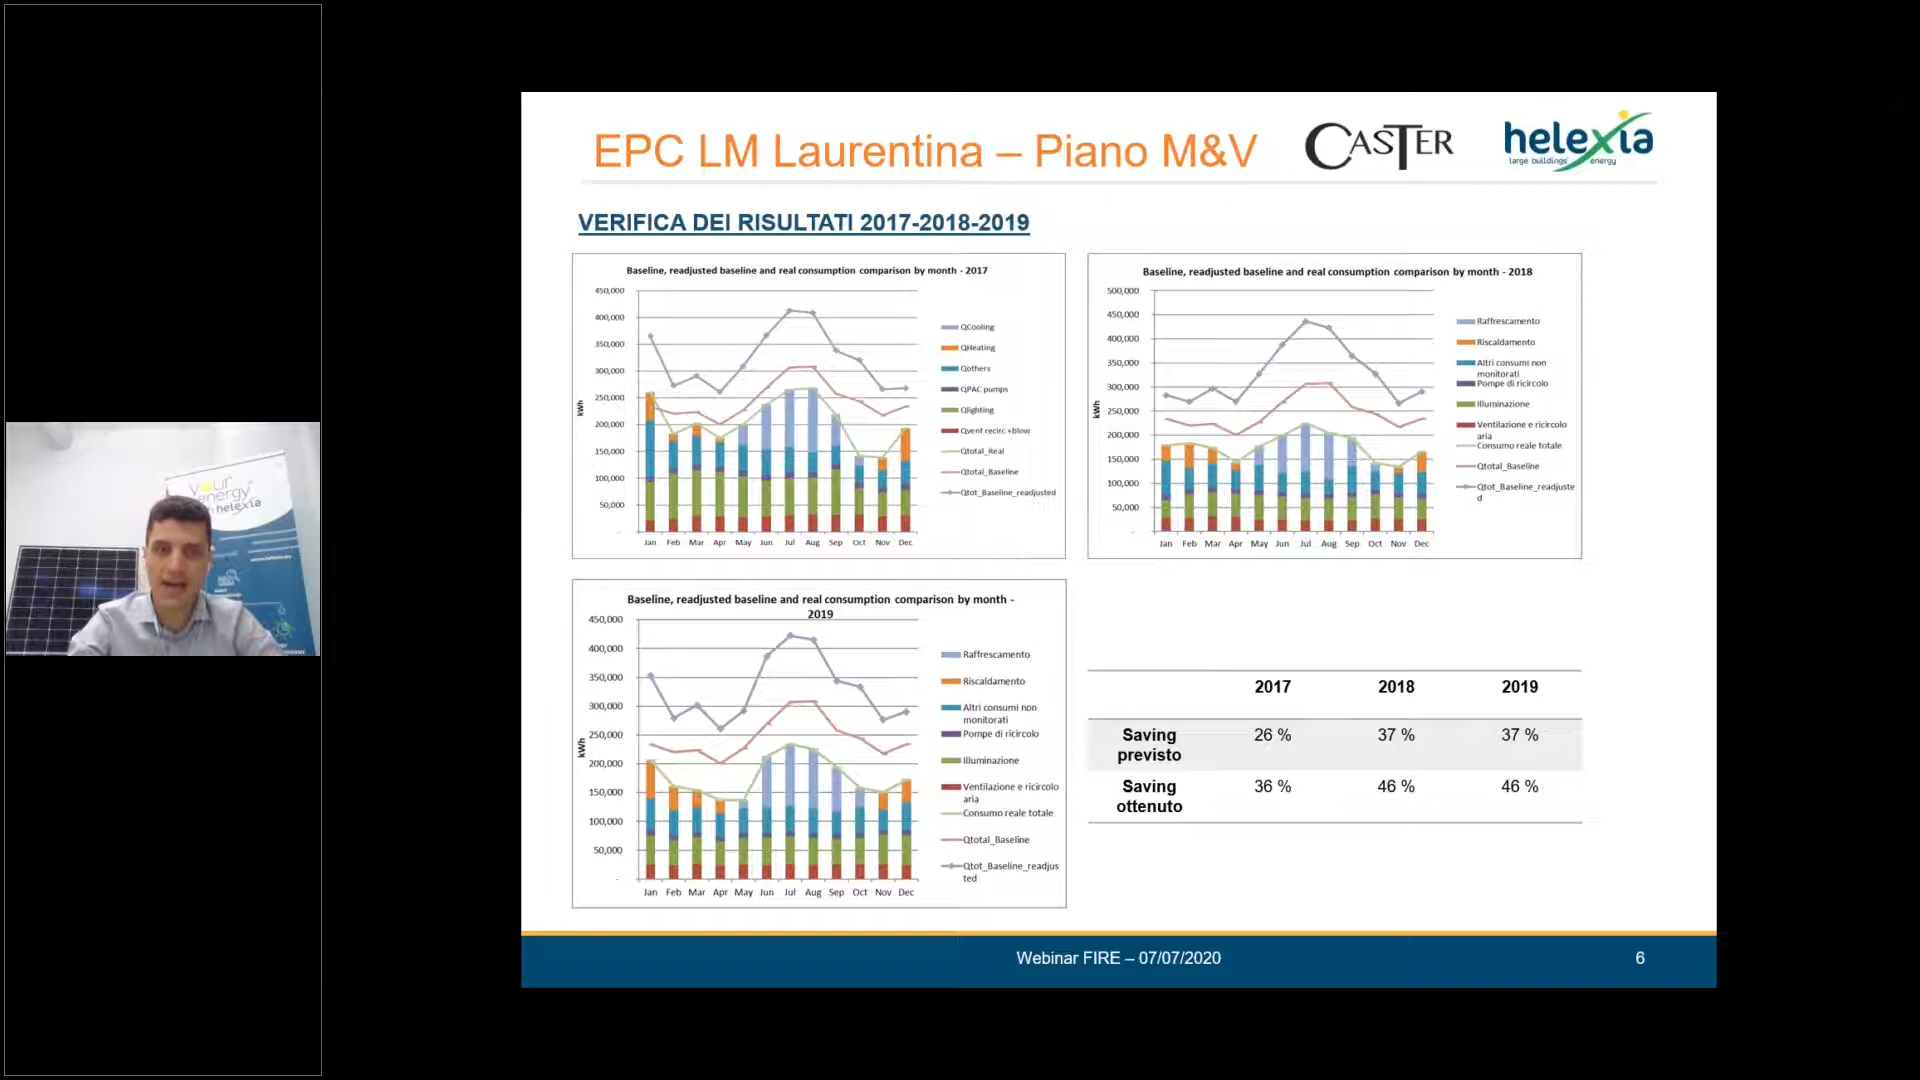 EPC LM Laurentina – Piano M&V
CASTER
helexia
large buildings' energy
VERIFICA DEI RISULTATI 2017-2018-2019
Baseline, readjusted baseline and real consumption comparison by month - 2017
450,000
400,000
350,000
300,000
250,000
200,000
150,000
100,000
50,000
-
kWh
Jan Feb Mar Apr May Jun Jul Aug Sep Oct Nov Dec
QCooling
QHeating
Qothers
QPAC pumps
Qlighting
Qvent recirc+blow
Qtotal_Real
Qtotal_Baseline
Qtot_Baseline_readjusted
Baseline, readjusted baseline and real consumption comparison by month - 2018
500,000
450,000
400,000
350,000
300,000
250,000
200,000
150,000
100,000
50,000
-
kWh
Jan Feb Mar Apr May Jun Jul Aug Sep Oct Nov Dec
Raffrescamento
Riscaldamento
Altri consumi non
monitorati
Pompe di ricircolo
Illuminazione
Ventilazione e ricircolo
aria
Consumo reale totale
Qtotal_Baseline
Qtot_Baseline_readjuste
d
Baseline, readjusted baseline and real consumption comparison by month -
2019
450,000
400,000
350,000
300,000
250,000
200,000
150,000
100,000
50,000
-
kWh
Jan Feb Mar Apr May Jun Jul Aug Sep Oct Nov Dec
Raffrescamento
Riscaldamento
Altri consumi non
monitorati
Pompe di ricircolo
Illuminazione
Ventilazione e ricircolo
aria
Consumo reale totale
Qtotal_Baseline
Qtot_Baseline_readjus
ted
2017 2018 2019
Saving
previsto
26 % 37 % 37 %
Saving
ottenuto
36 % 46 % 46 %
Webinar FIRE – 07/07/2020
6
your
energy
helexia